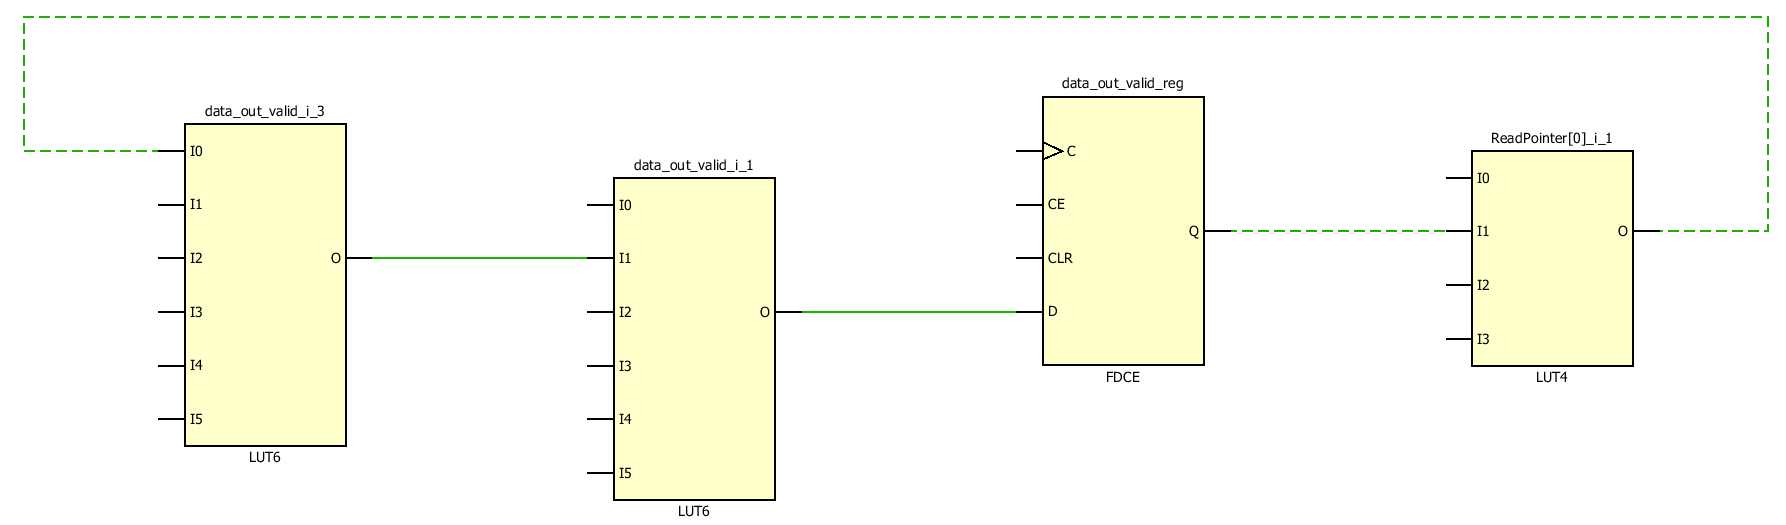 data_out_valid_i_3
I0
I1
I2
I3
I4
I5
O
LUT6
data_out_valid_i_1
I0
I1
I2
I3
I4
I5
O
LUT6
data_out_valid_reg
C
CE
CLR
D
Q
FDCE
ReadPointer[0]_i_1
I0
I1
I2
I3
O
LUT4